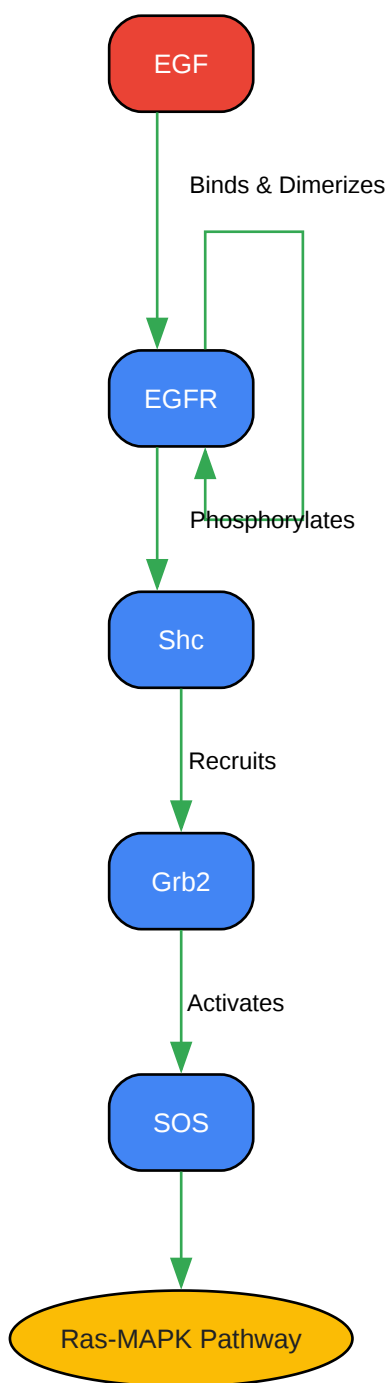 EGF
Binds & Dimerizes
EGFR
Phosphorylates
Shc
Recruits
Grb2
Activates
SOS
Ras-MAPK Pathway